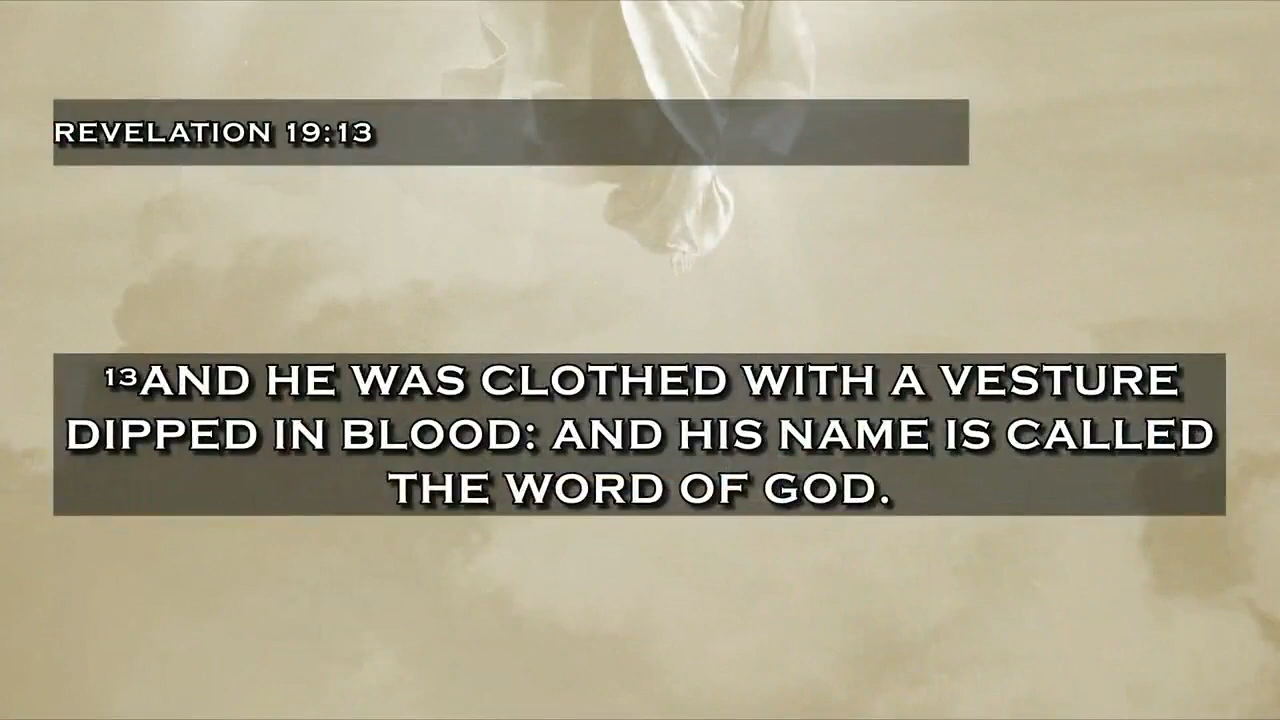 REVELATION 19:13
¹³AND HE WAS CLOTHED WITH A VESTURE
DIPPED IN BLOOD: AND HIS NAME IS CALLED
THE WORD OF GOD.